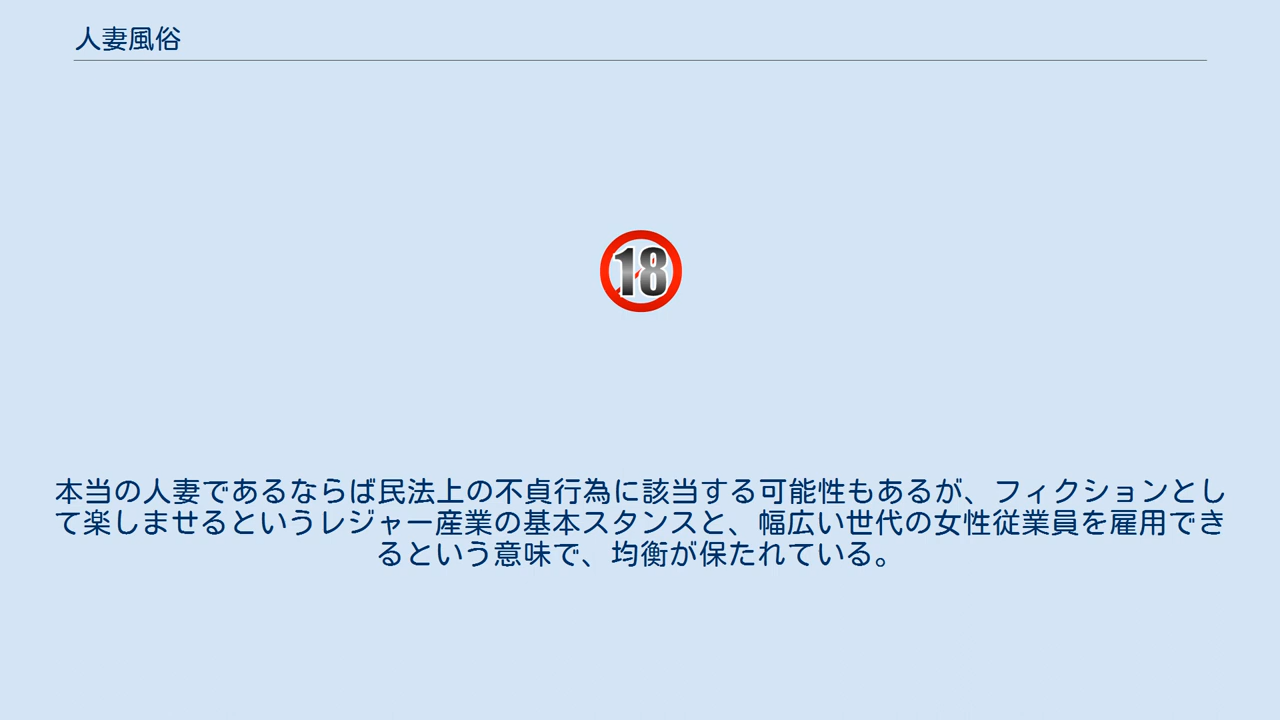 人妻風俗
18
本当の人妻であるならば民法上の不貞行為に該当する可能性もあるが、フィクションとし
て楽しませるというレジャー産業の基本スタンスと、幅広い世代の女性従業員を雇用でき
るという意味で、均衡が保たれている。